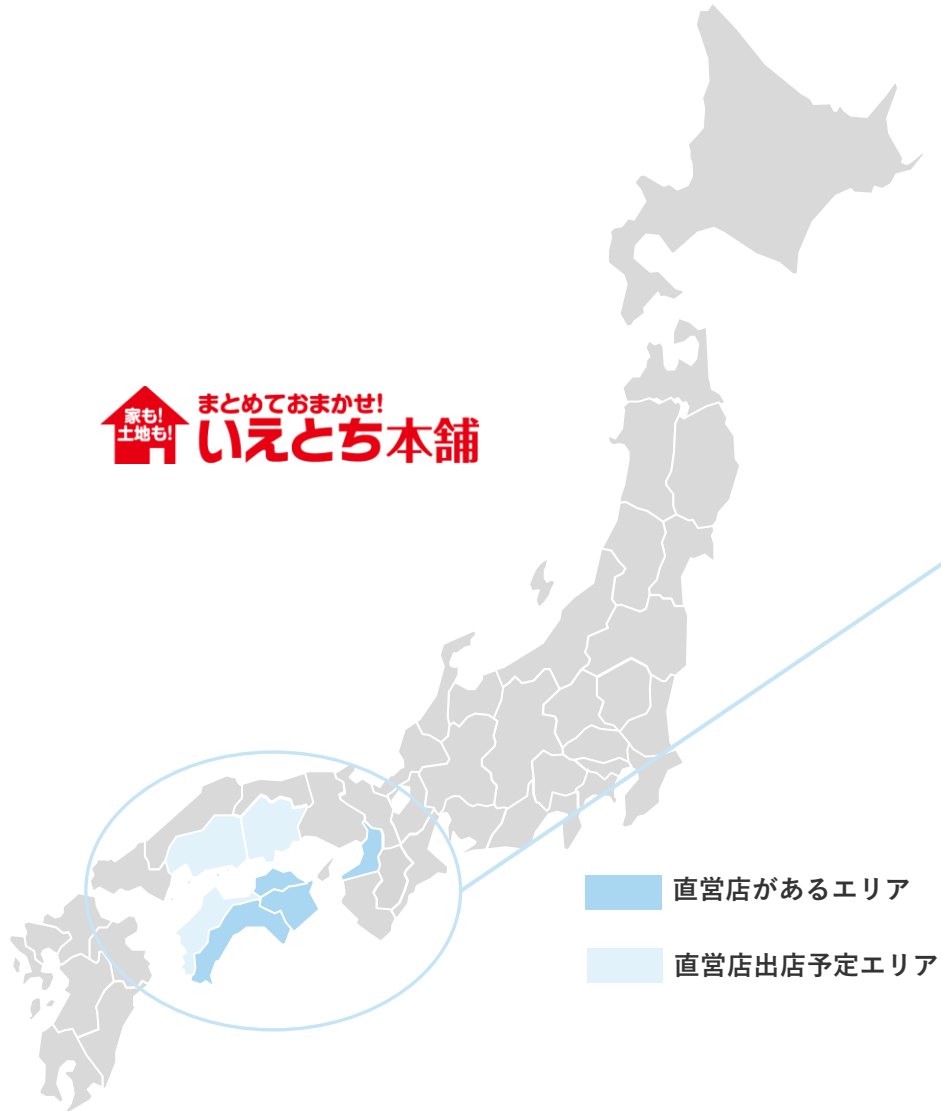 家も!
土地も!
まとめておまかせ!
いえとち本舗
直営店があるエリア
直営店出店予定エリア